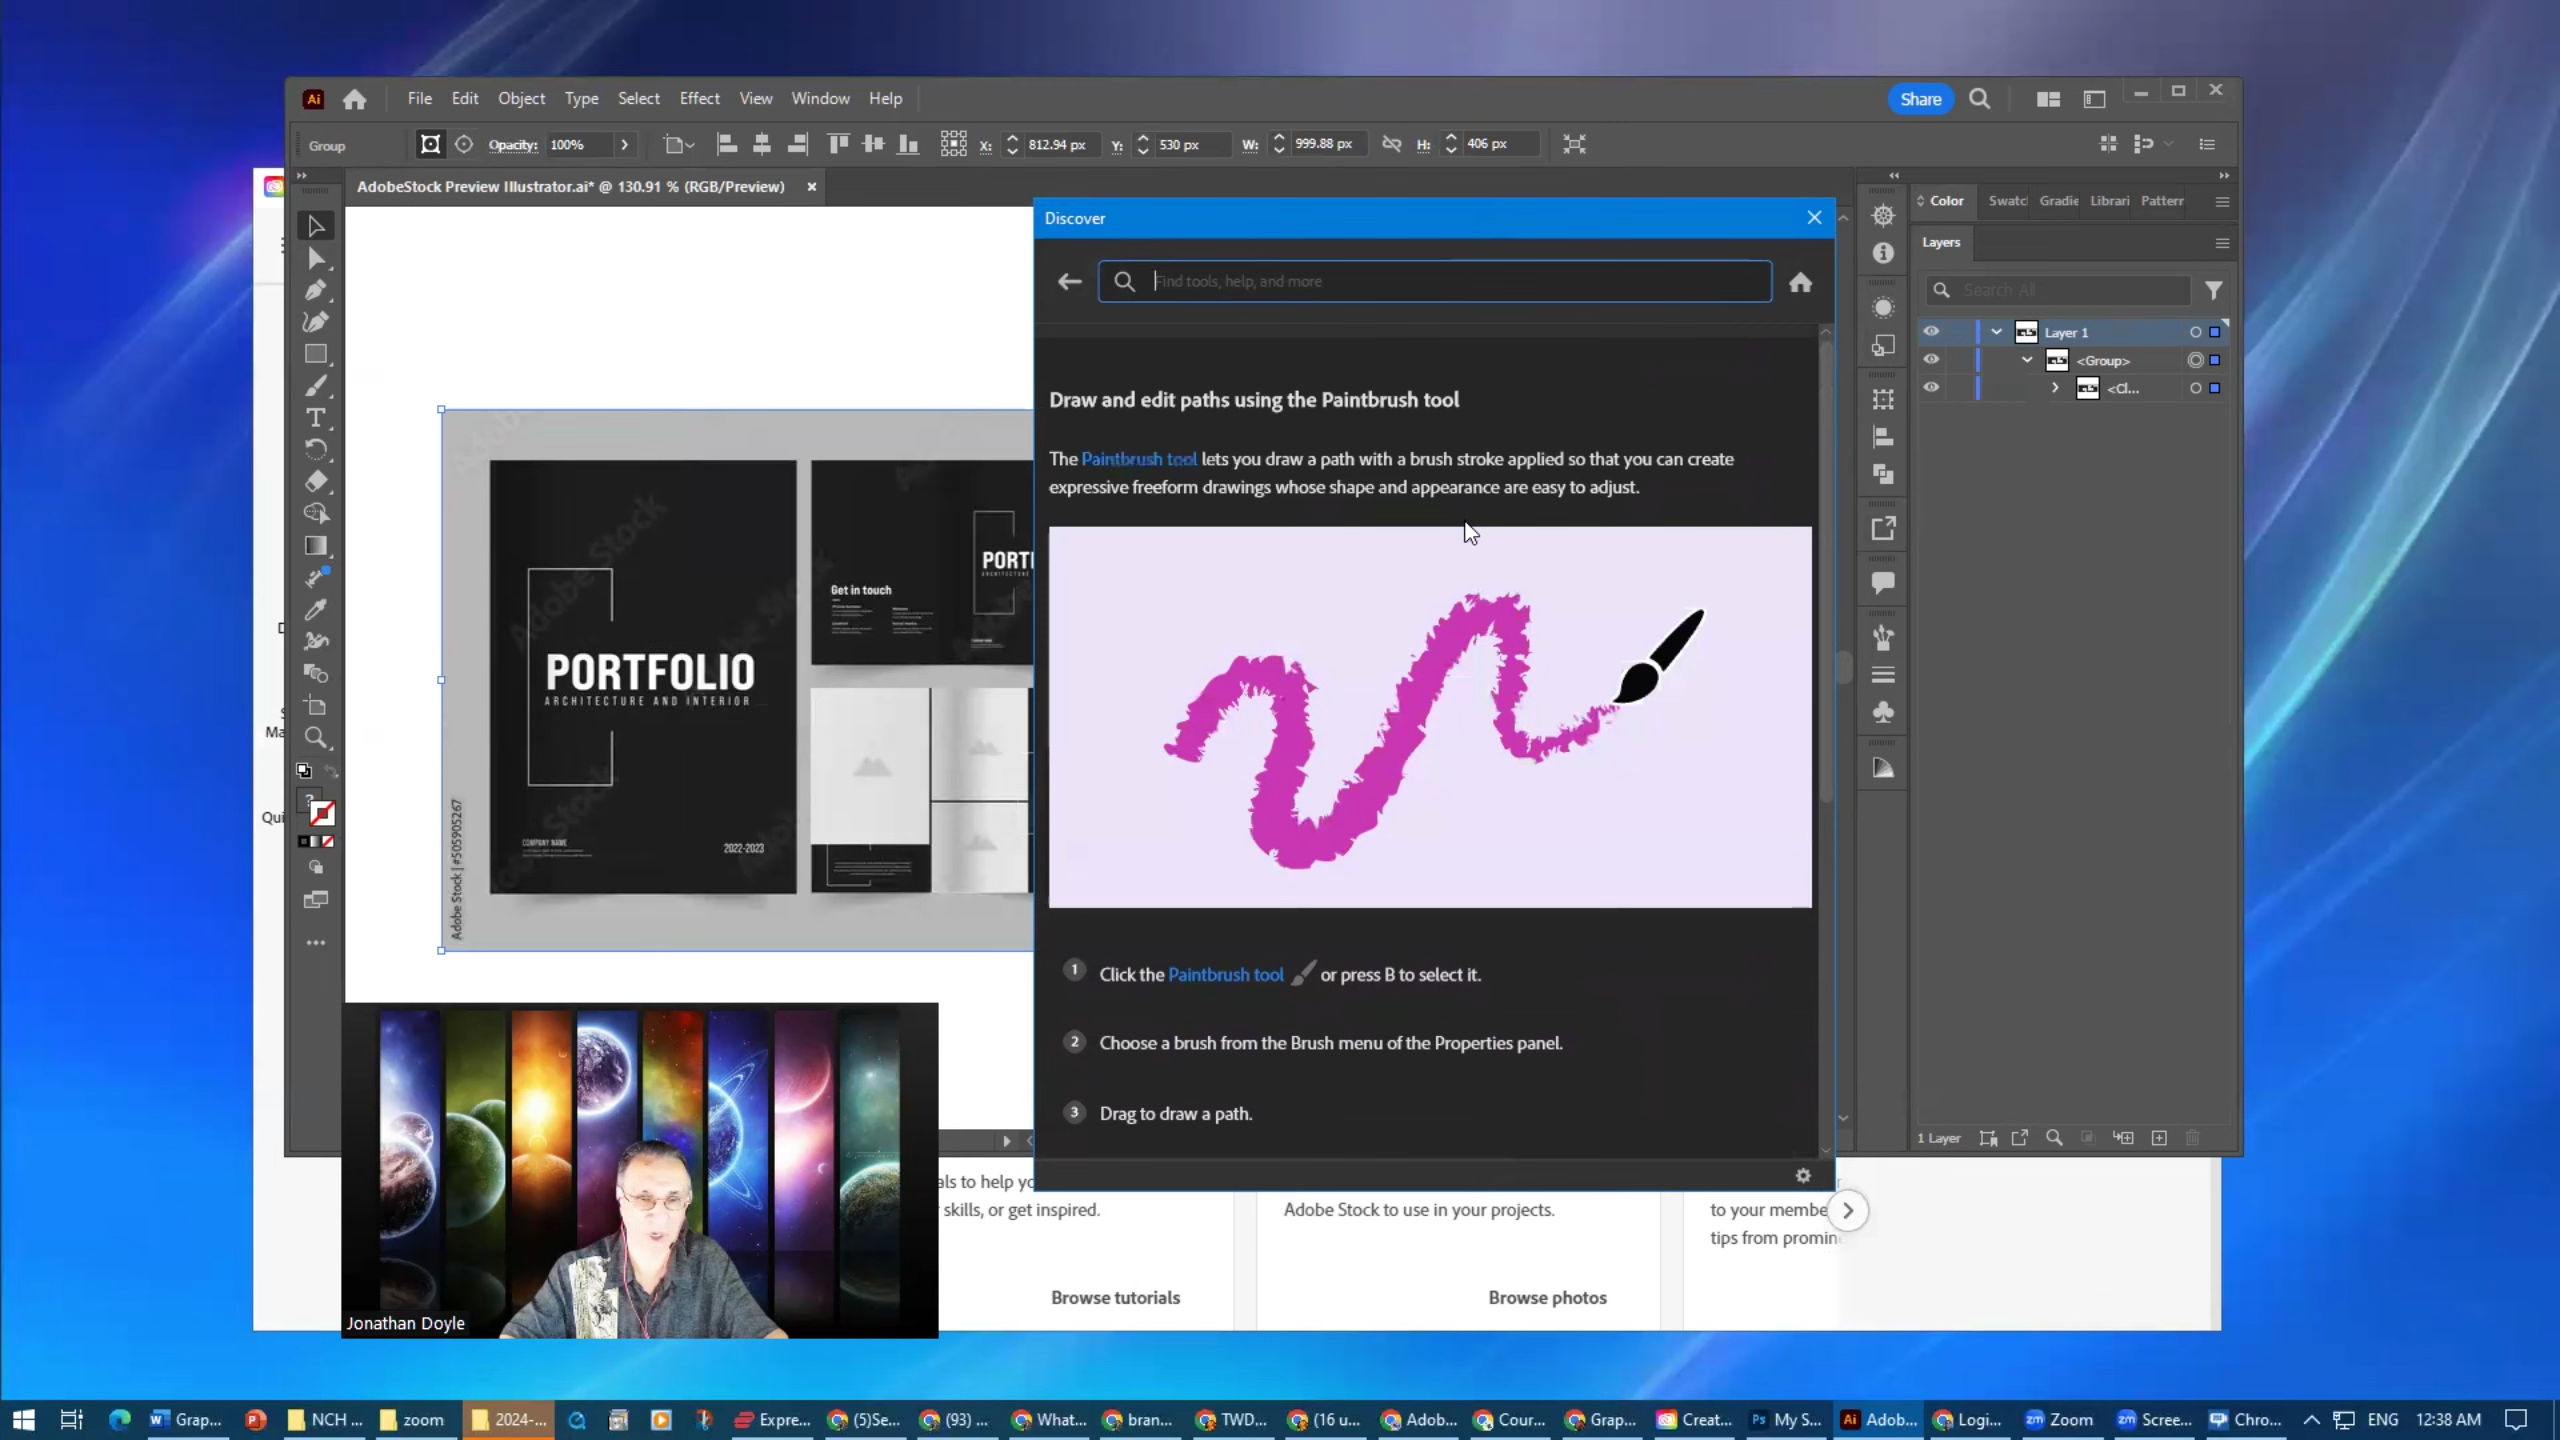 File Edit Object Type Select Effect View Window Help
Share
Group
Opacity: 100%
X: 812.94 px
Y: 530 px
W: 999.88 px
H: 406 px
AdobeStock Preview Illustrator.ai* @ 130.91 % (RGB/Preview)
Discover
Find tools, help, and more
Draw and edit paths using the Paintbrush tool
The Paintbrush tool lets you draw a path with a brush stroke applied so that you can create
expressive freeform drawings whose shape and appearance are easy to adjust.
1 Click the Paintbrush tool or press B to select it.
2 Choose a brush from the Brush menu of the Properties panel.
3 Drag to draw a path.
Color Swatc Gradie Librari Patterr
Layers
Search All
Layer 1
<Group>
<Cl...
1 Layer
Adobe Stock
PORTFOLIO
ARCHITECTURE AND INTERIOR
COMPANY NAME
2022-2023
Adobe Stock | #505905267
Get in touch
PORT
Ma
Qui
als to help yo
skills, or get inspired.
Browse tutorials
Adobe Stock to use in your projects.
Browse photos
to your membe
tips from promin
Jonathan Doyle
Grap... NCH ... zoom 2024-... Expre... (5)Se... (93) ... What... bran... TWD... (16 u... Adob... Cour... Grap... Creat... My S... Adob... Logi... Zoom Scree... Chro... ENG 12:38 AM